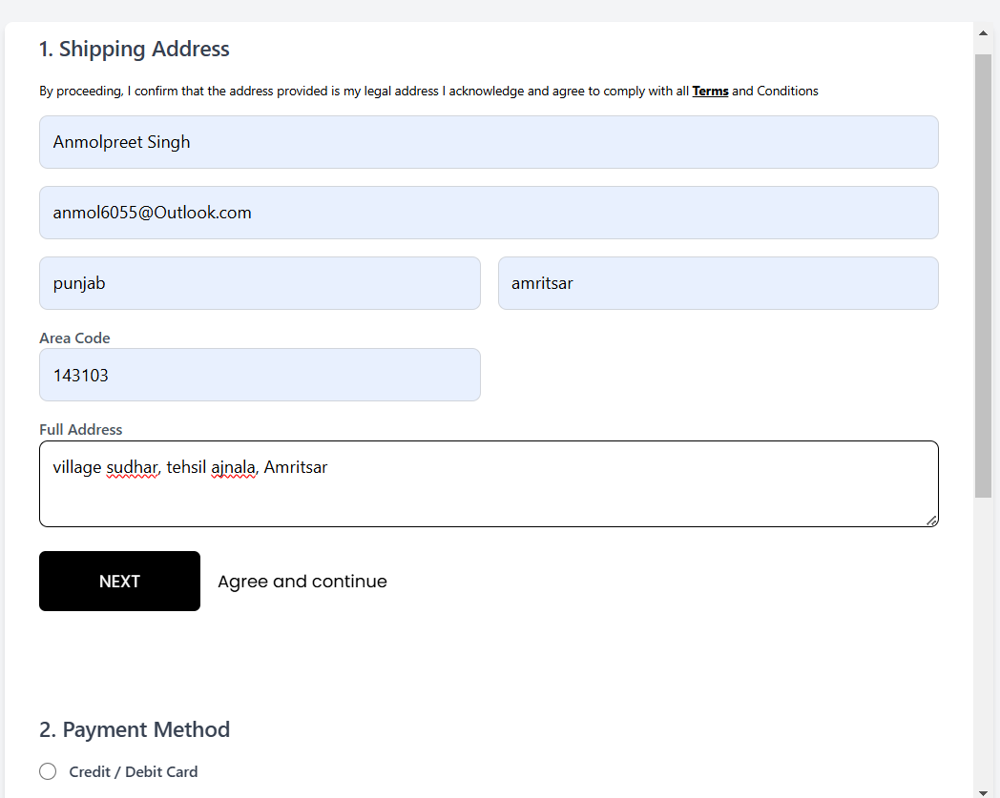 1. Shipping Address
By proceeding, I confirm that the address provided is my legal address I acknowledge and agree to comply with all Terms and Conditions
Anmolpreet Singh
anmol6055@Outlook.com
punjab amritsar
Area Code
143103
Full Address
village sudhar, tehsil ajnala, Amritsar
NEXT Agree and continue
2. Payment Method
Credit / Debit Card